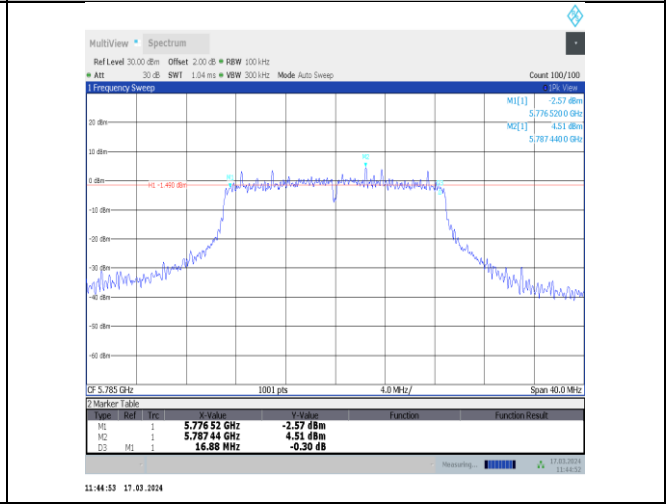 MultiView Spectrum
Ref Level 30.00 dBm Offset 2.00 dB RBW 100 kHz
Att 30 dB SWT 1.04 ms VBW 300 kHz Mode Auto Sweep Count 100/100
1 Frequency Sweep 1Pk View
M1[1] -2.57 dBm
5.776520 0 GHz
M2[1] 4.51 dBm
5.787440 0 GHz
20 dBm
10 dBm
M2
0 dBm
M1
H1 -1.490 dBm
-10 dBm
-20 dBm
-30 dBm
-40 dBm
-50 dBm
-60 dBm
CF 5.785 GHz 1001 pts 4.0 MHz/ Span 40.0 MHz
2 Marker Table
Type Ref Trc X-Value Y-Value Function Function Result
M1 1 5.776 52 GHz -2.57 dBm
M2 1 5.787 44 GHz 4.51 dBm
D3 M1 1 16.88 MHz -0.30 dB
Measuring... 17.03.2024
11:44:52
11:44:53 17.03.2024